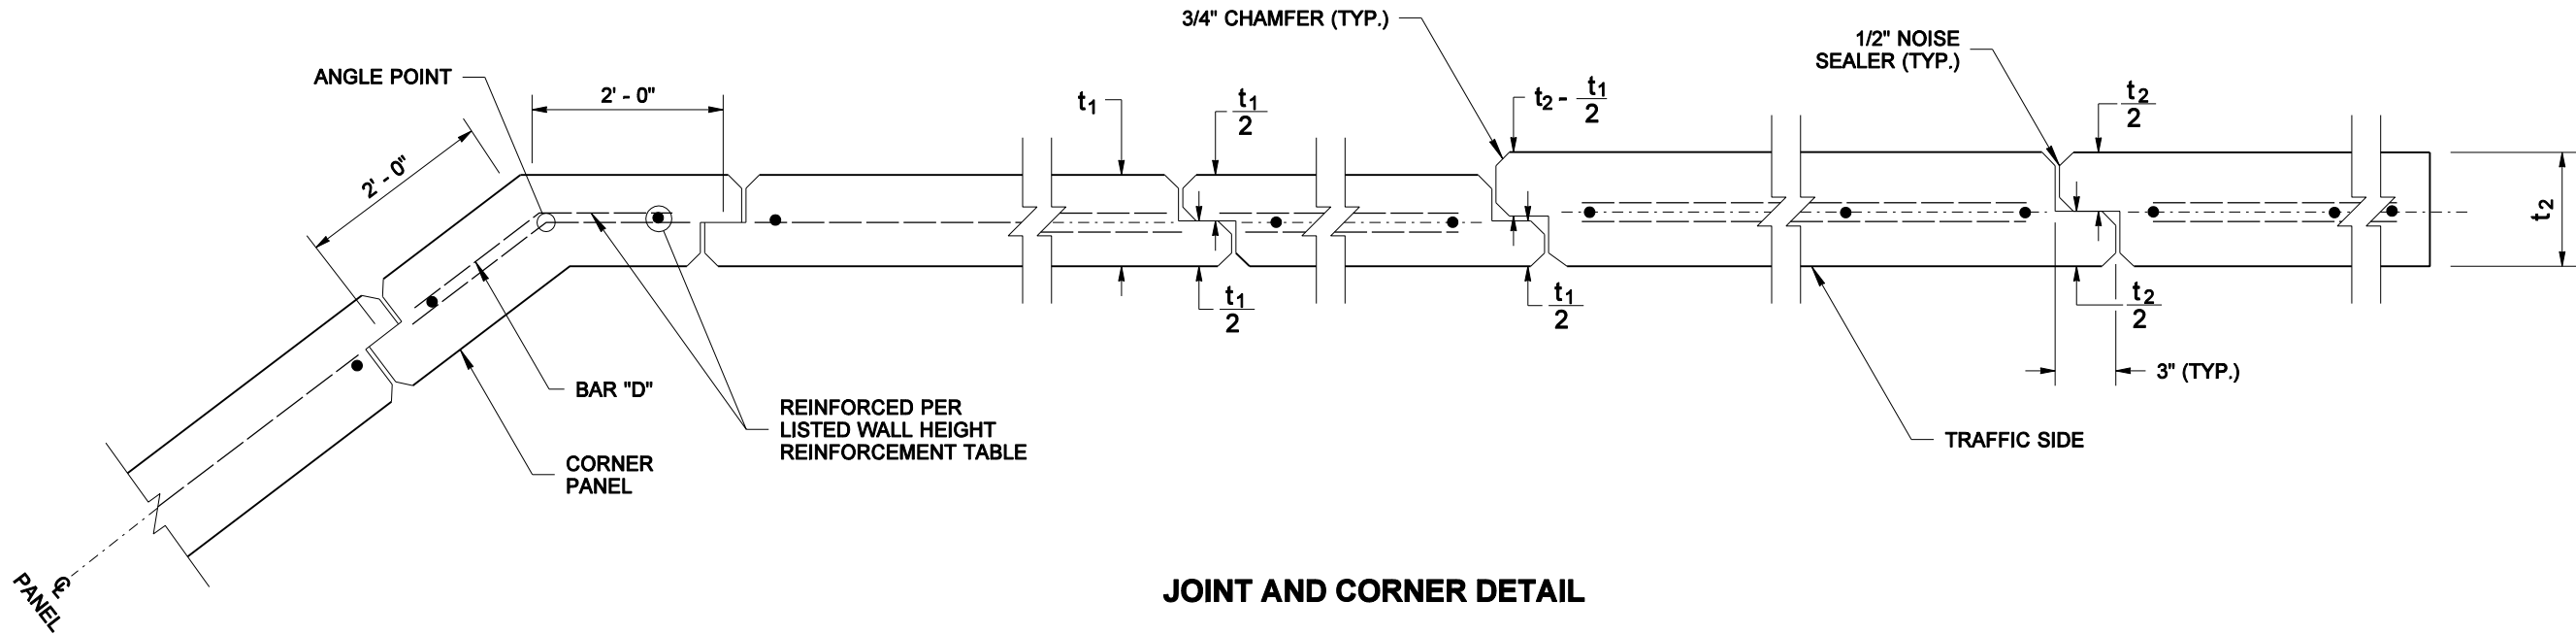 3/4" CHAMFER (TYP.)
1/2" NOISE
SEALER (TYP.)
ANGLE POINT
2' - 0"
2' - 0"
t1
t1
2
t2 - t1
2
t2
2
t2
t1
2
t1
2
t2
2
3" (TYP.)
BAR "D"
REINFORCED PER
LISTED WALL HEIGHT
REINFORCEMENT TABLE
TRAFFIC SIDE
CORNER
PANEL
℄
PANEL
JOINT AND CORNER DETAIL